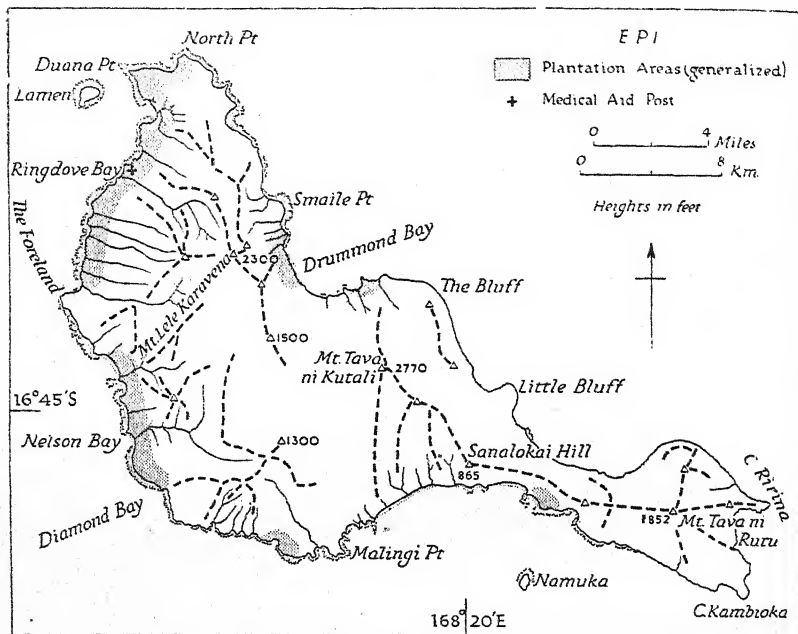 North Pt
EPI
Duana Pt
Lamen
Plantation Areas (generalized)
+ Medical Aid Post
0 4 Miles
0 8 Km.
Heights in feet
Ringdove Bay
Smaile Pt
The Foreland
Drummond Bay
2300
Mt. Lele Karavena
The Bluff
1500
Mt. Tava ni Kutali
2770
16°45'S
Little Bluff
Nelson Bay
1300
Sanalokai Hill
865
C. Ririna
Diamond Bay
1852
Mt. Tava ni Rutu
Malingi Pt
Namuka
C. Kambioka
168°20'E